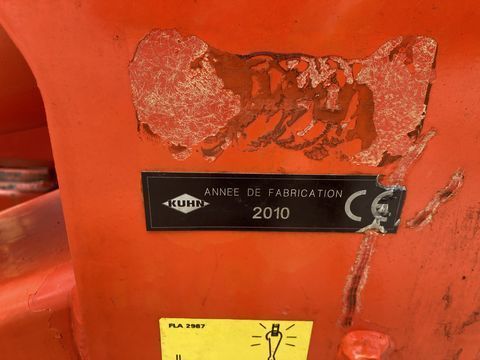 ANNEE DE FABRICATION
KUHN
2010
CE
FLA 2987